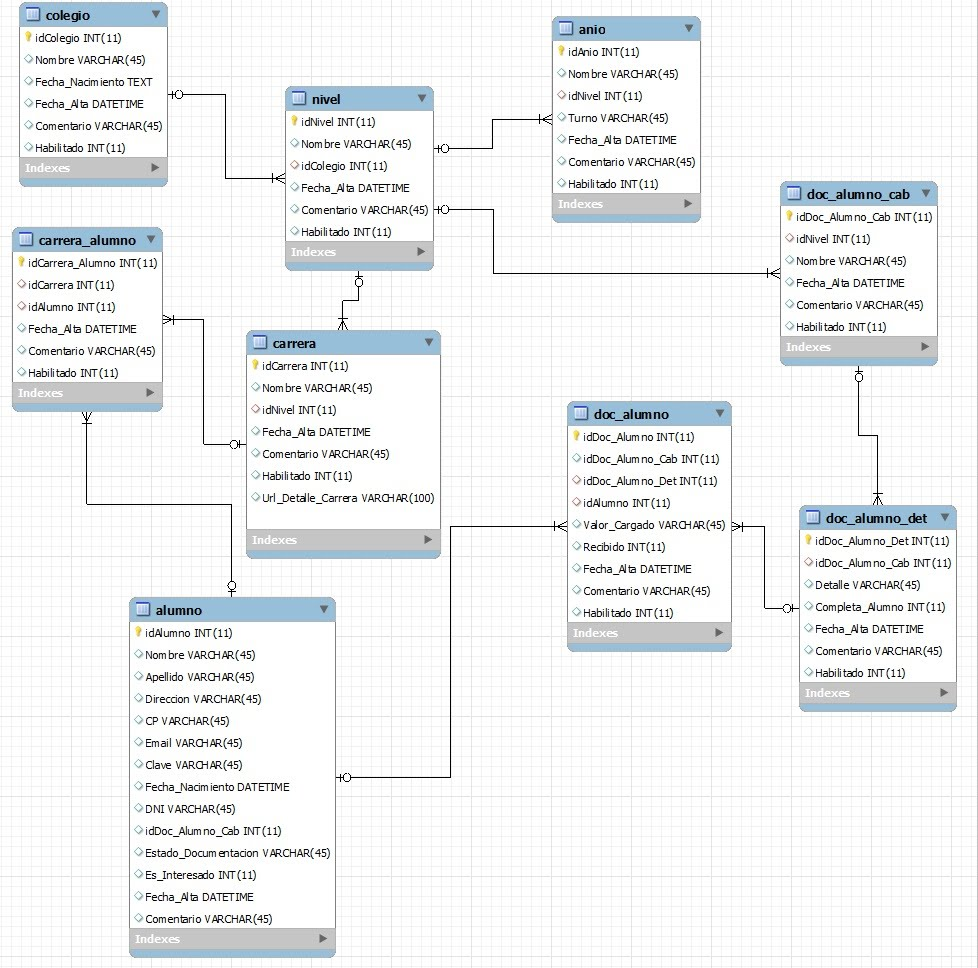 colegio
idColegio INT(11)
Nombre VARCHAR(45)
Fecha_Nacimiento TEXT
Fecha_Alta DATETIME
Comentario VARCHAR(45)
Habilitado INT(11)
Indexes
nivel
idNivel INT(11)
Nombre VARCHAR(45)
idColegio INT(11)
Fecha_Alta DATETIME
Comentario VARCHAR(45)
Habilitado INT(11)
Indexes
anio
idAnio INT(11)
Nombre VARCHAR(45)
idNivel INT(11)
Turno VARCHAR(45)
Fecha_Alta DATETIME
Comentario VARCHAR(45)
Habilitado INT(11)
Indexes
doc_alumno_cab
idDoc_Alumno_Cab INT(11)
idNivel INT(11)
Nombre VARCHAR(45)
Fecha_Alta DATETIME
Comentario VARCHAR(45)
Habilitado INT(11)
Indexes
carrera_alumno
idCarrera_Alumno INT(11)
idCarrera INT(11)
idAlumno INT(11)
Fecha_Alta DATETIME
Comentario VARCHAR(45)
Habilitado INT(11)
Indexes
carrera
idCarrera INT(11)
Nombre VARCHAR(45)
idNivel INT(11)
Fecha_Alta DATETIME
Comentario VARCHAR(45)
Habilitado INT(11)
Url_Detalle_Carrera VARCHAR(100)
Indexes
doc_alumno
idDoc_Alumno INT(11)
idDoc_Alumno_Cab INT(11)
idDoc_Alumno_Det INT(11)
idAlumno INT(11)
Valor_Cargado VARCHAR(45)
Recibido INT(11)
Fecha_Alta DATETIME
Comentario VARCHAR(45)
Habilitado INT(11)
Indexes
doc_alumno_det
idDoc_Alumno_Det INT(11)
idDoc_Alumno_Cab INT(11)
Detalle VARCHAR(45)
Completa_Alumno INT(11)
Fecha_Alta DATETIME
Comentario VARCHAR(45)
Habilitado INT(11)
Indexes
alumno
idAlumno INT(11)
Nombre VARCHAR(45)
Apellido VARCHAR(45)
Direccion VARCHAR(45)
CP VARCHAR(45)
Email VARCHAR(45)
Clave VARCHAR(45)
Fecha_Nacimiento DATETIME
DNI VARCHAR(45)
idDoc_Alumno_Cab INT(11)
Estado_Documentacion VARCHAR(45)
Es_Interesado INT(11)
Fecha_Alta DATETIME
Comentario VARCHAR(45)
Indexes